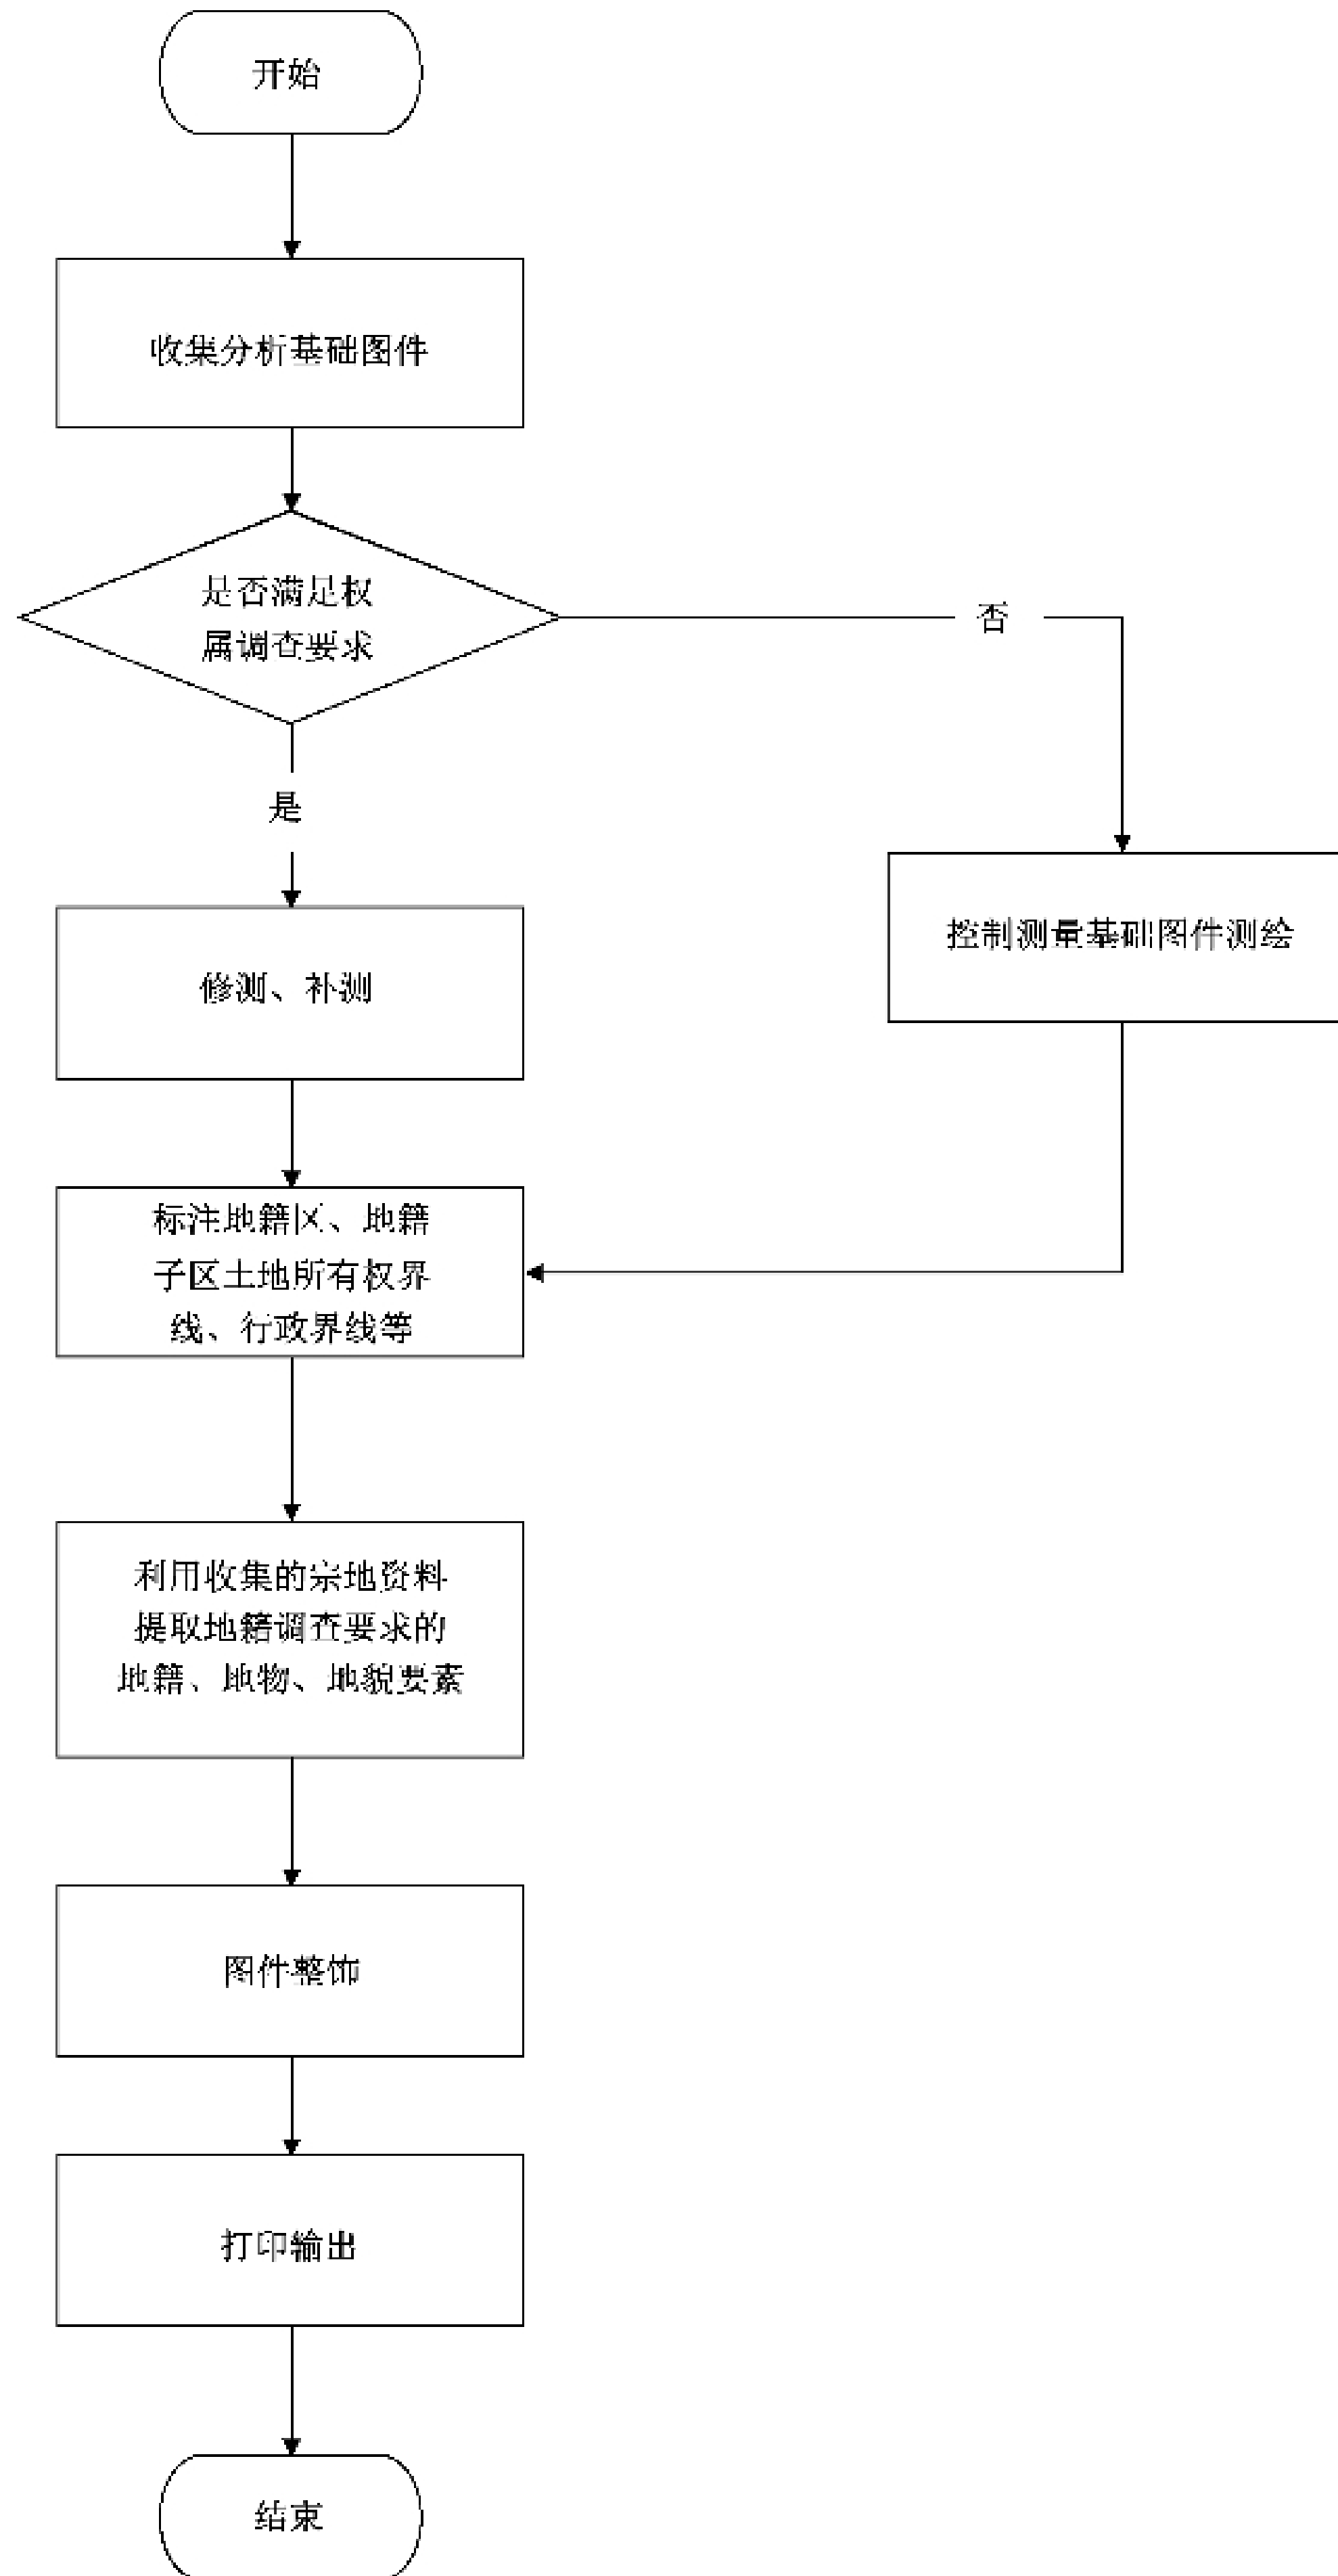 开始
收集分析基础图件
是否满足权
属调查要求
否
是
控制测量基础图件测绘
修测、补测
标注地籍区、地籍
子区土地所有权界
线、行政界线等
利用收集的宗地资料
提取地籍调查要求的
地籍、地物、地貌要素
图件整饰
打印输出
结束